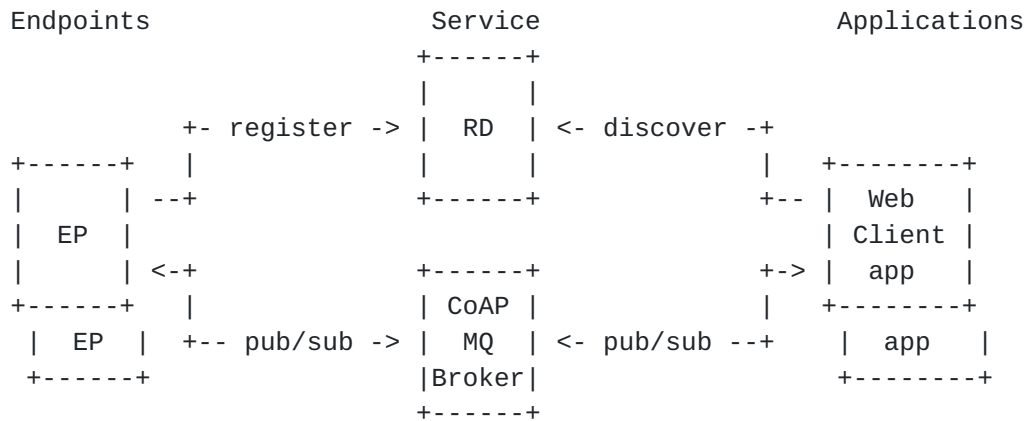 Endpoints                  Service                   Applications
                          +------+
                          |      |
           +- register -> |  RD  | <- discover -+
+------+   |              |      |              |   +--------+
|      | --+              +------+              +-- |  Web   |
|  EP  |                                            | Client |
|      | <-+              +------+              +-> |  app   |
+------+   |              | CoAP |              |   +--------+
 |  EP  |  +-- pub/sub -> |  MQ  | <- pub/sub --+    |  app   |
 +------+                 |Broker|                   +--------+
                          +------+